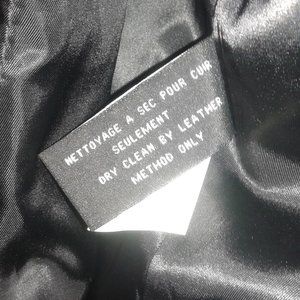 NETTOYAGE A SEC POUR CUIR
SEULEMENT
DRY CLEAN BY LEATHER
METHOD ONLY